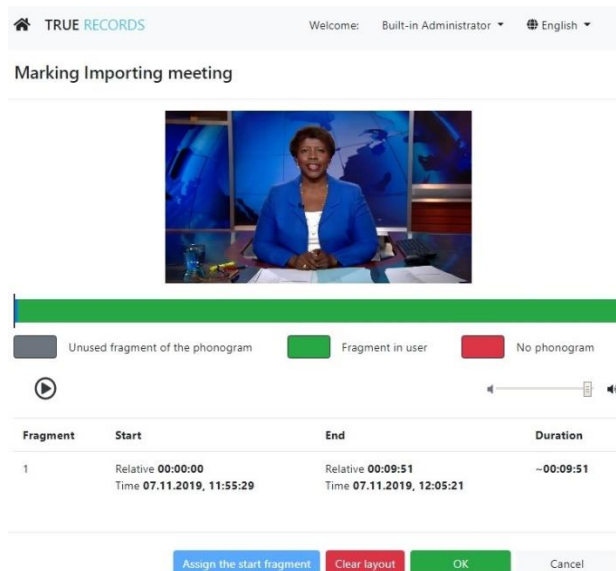 TRUE RECORDS Welcome: Built-in Administrator English
Marking Importing meeting
Unused fragment of the phonogram Fragment in user No phonogram
Fragment Start End Duration
1 Relative 00:00:00 Relative 00:09:51 ~00:09:51
Time 07.11.2019, 11:55:29 Time 07.11.2019, 12:05:21
Assign the start fragment Clear layout OK Cancel